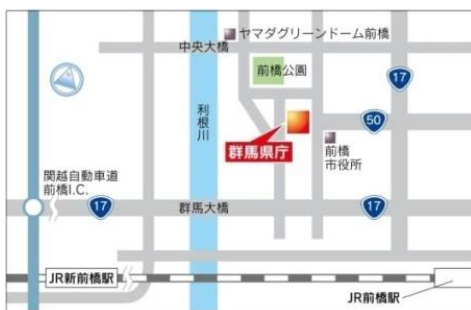 ヤマダグリーンドーム前橋
中央大橋
前橋公園
17
利根川
50
群馬県庁
前橋
市役所
関越自動車道
前橋I.C.
17
群馬大橋
17
JR新前橋駅
JR前橋駅